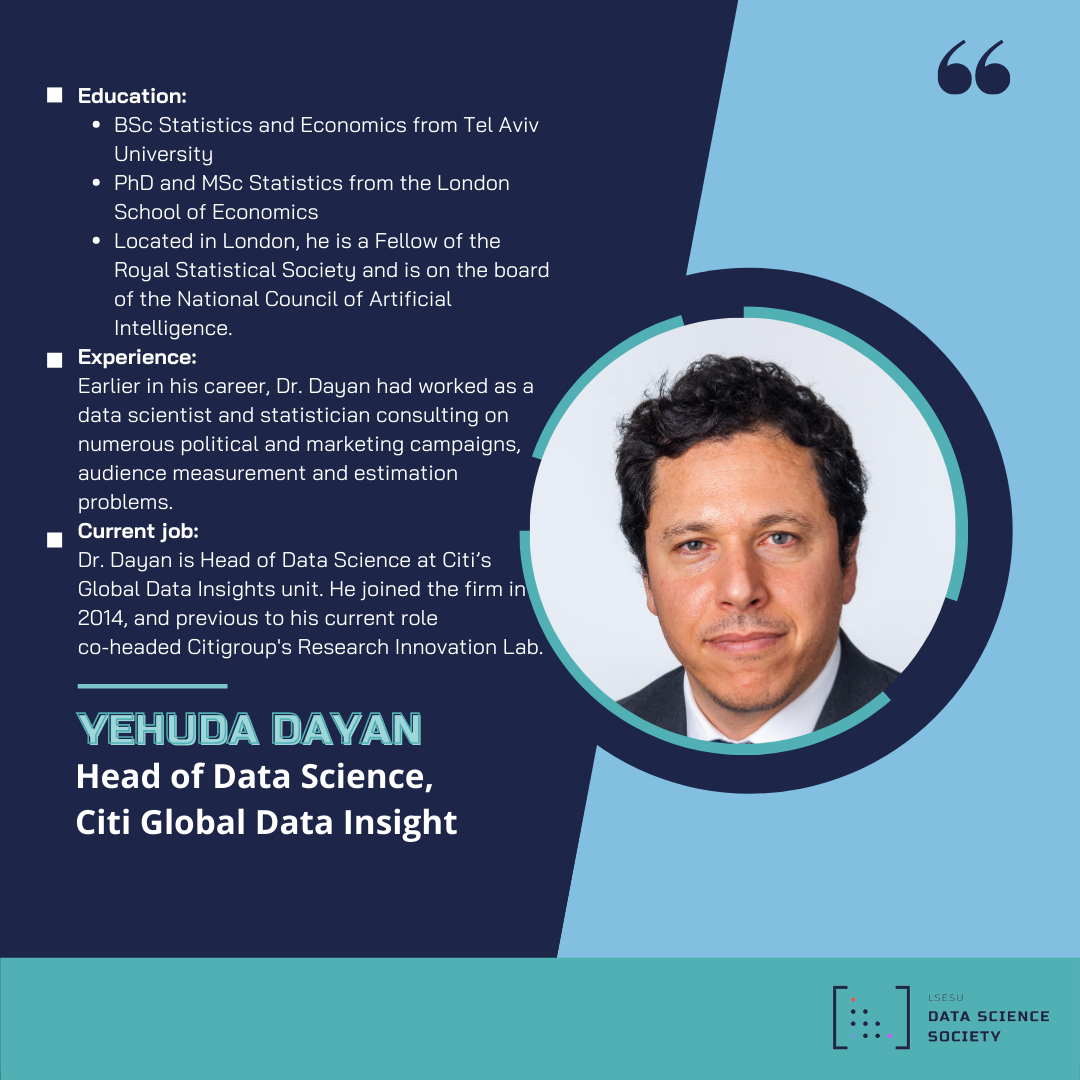 Education:
BSc Statistics and Economics from Tel Aviv
University
PhD and MSc Statistics from the London
School of Economics
Located in London, he is a Fellow of the
Royal Statistical Society and is on the board
of the National Council of Artificial
Intelligence.
Experience:
Earlier in his career, Dr. Dayan had worked as a
data scientist and statistician consulting on
numerous political and marketing campaigns,
audience measurement and estimation
problems.
Current job:
Dr. Dayan is Head of Data Science at Citi’s
Global Data Insights unit. He joined the firm in
2014, and previous to his current role
co-headed Citigroup's Research Innovation Lab.
YEHUDA DAYAN
Head of Data Science,
Citi Global Data Insight
LSESU
DATA SCIENCE
SOCIETY